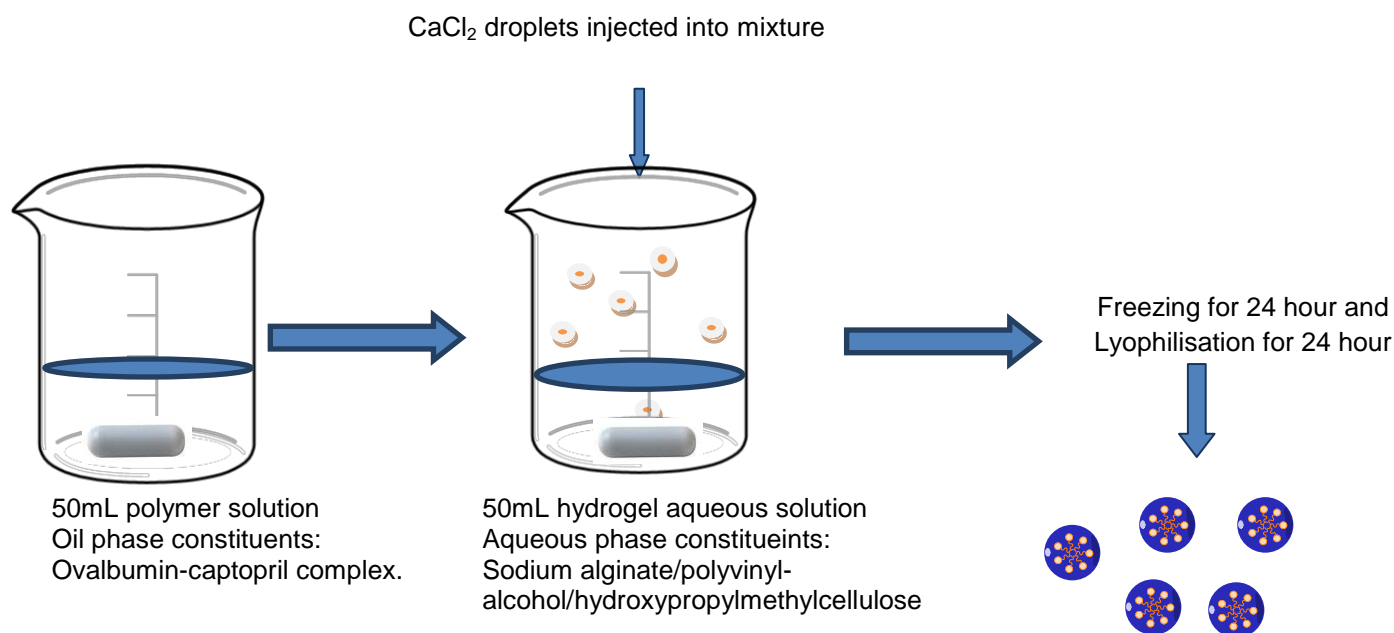 CaCl₂ droplets injected into mixture
50mL polymer solution
Oil phase constituents:
Ovalbumin-captopril complex.
50mL hydrogel aqueous solution
Aqueous phase constitueints:
Sodium alginate/polyvinyl-
alcohol/hydroxypropylmethylcellulose
Freezing for 24 hour and
Lyophilisation for 24 hour